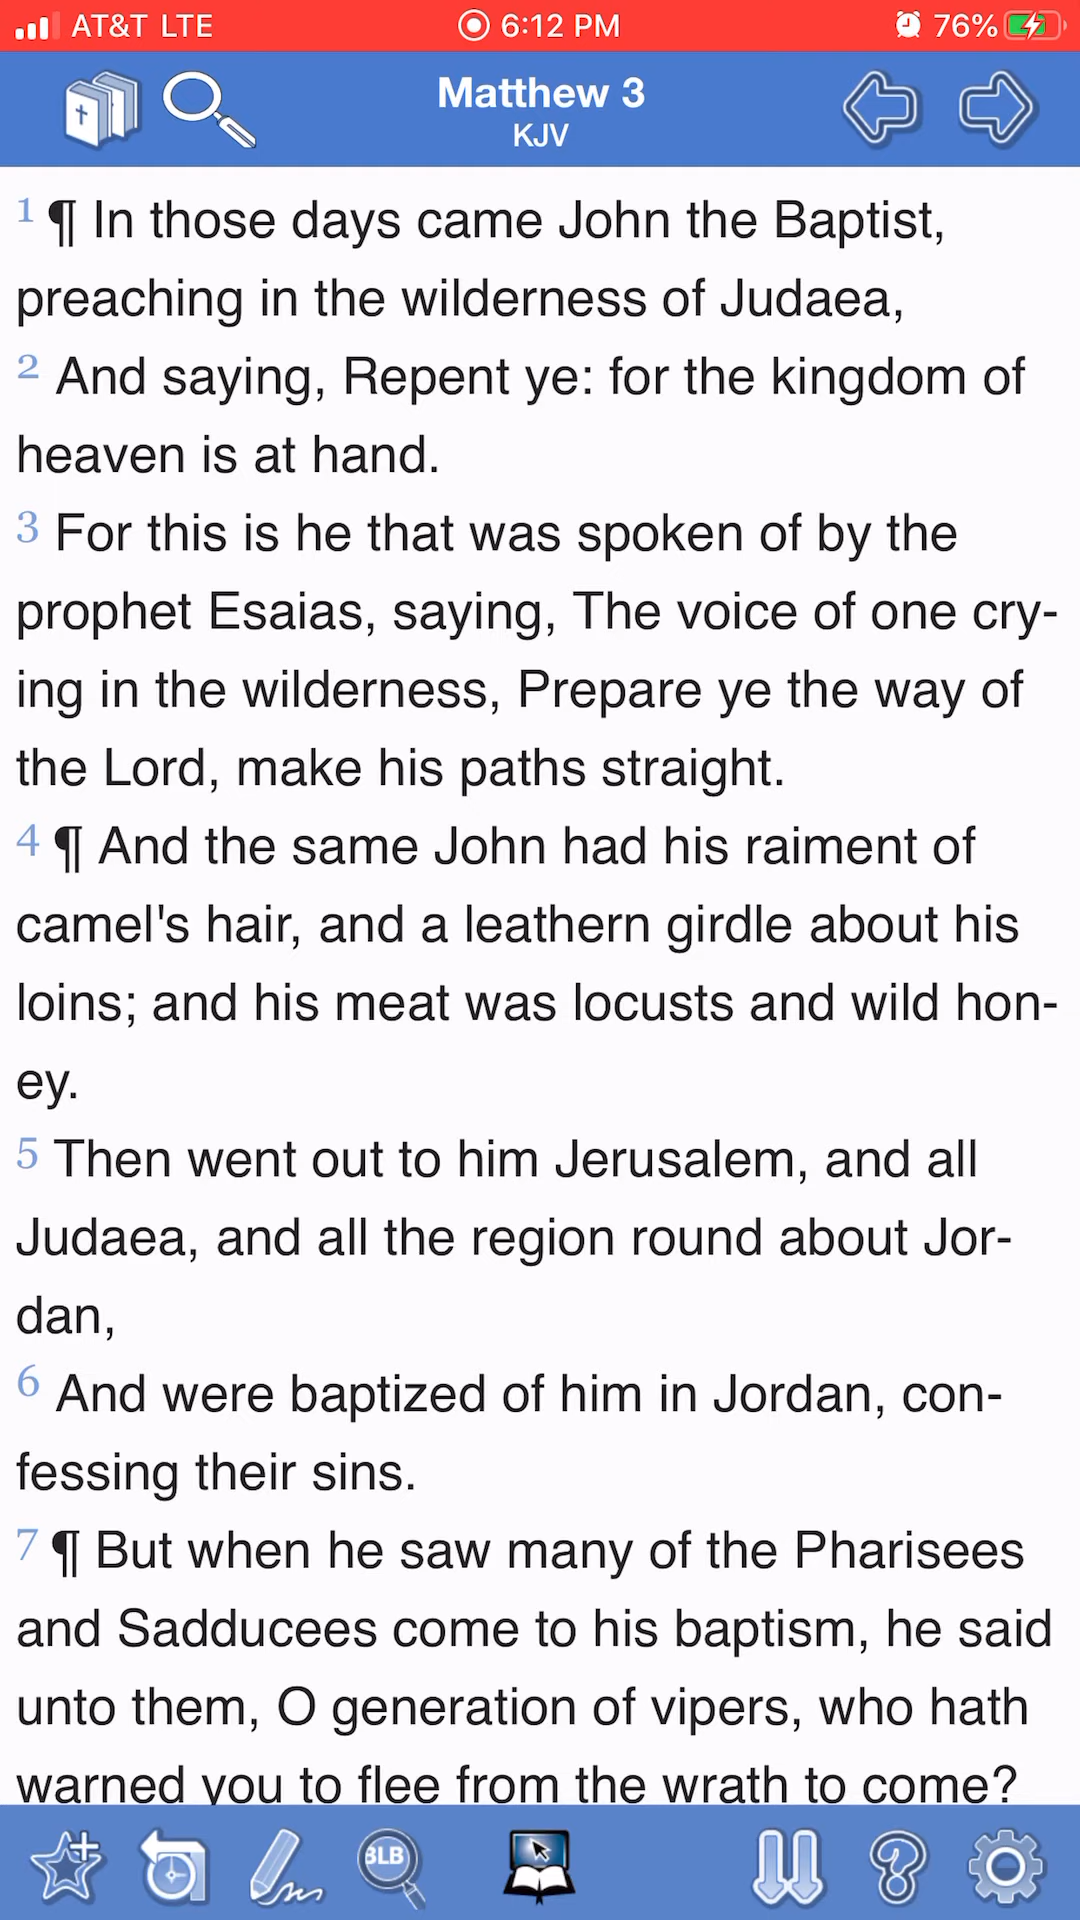 AT&T LTE 6:12 PM 76%
Matthew 3
KJV
1 ¶ In those days came John the Baptist,
preaching in the wilderness of Judaea,
2 And saying, Repent ye: for the kingdom of
heaven is at hand.
3 For this is he that was spoken of by the
prophet Esaias, saying, The voice of one cry-
ing in the wilderness, Prepare ye the way of
the Lord, make his paths straight.
4 ¶ And the same John had his raiment of
camel's hair, and a leathern girdle about his
loins; and his meat was locusts and wild hon-
ey.
5 Then went out to him Jerusalem, and all
Judaea, and all the region round about Jor-
dan,
6 And were baptized of him in Jordan, con-
fessing their sins.
7 ¶ But when he saw many of the Pharisees
and Sadducees come to his baptism, he said
unto them, O generation of vipers, who hath
warned you to flee from the wrath to come?
BLB